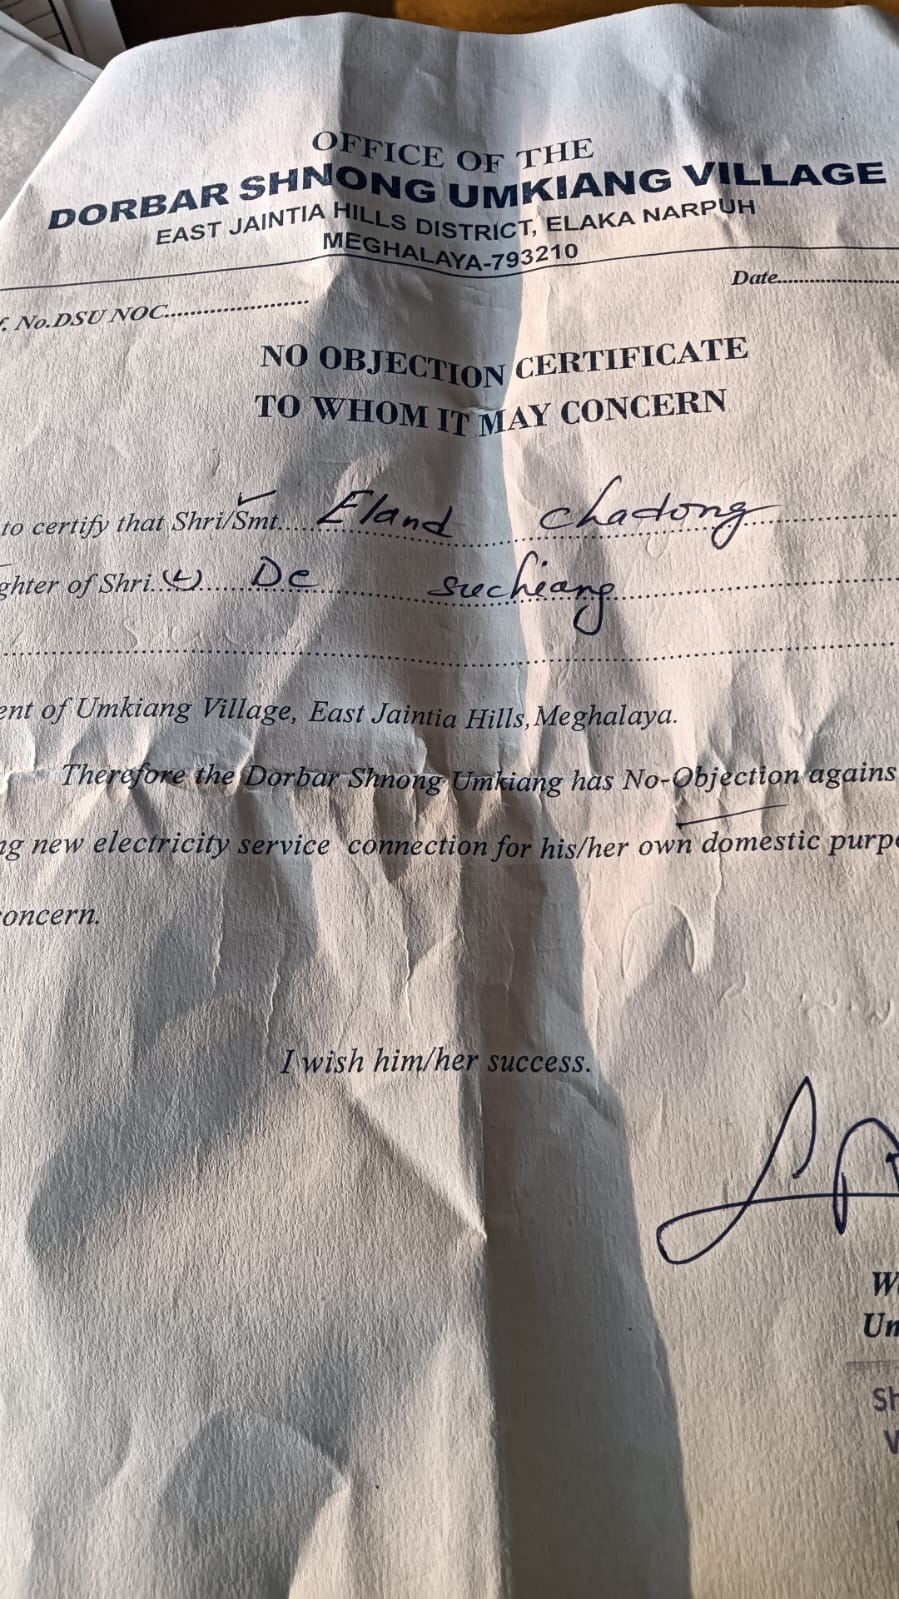 OFFICE OF THE
DORBAR SHNONG UMKIANG VILLAGE
EAST JAINTIA HILLS DISTRICT, ELAKA NARPUH
MEGHALAYA-793210
Date....................
f. No.DSU NOC......................
NO OBJECTION CERTIFICATE
TO WHOM IT MAY CONCERN
to certify that Shri/Smt.... Eland chadong
ghter of Shri..(L)...... De suchiang
ent of Umkiang Village, East Jaintia Hills, Meghalaya.
Therefore the Dorbar Shnong Umkiang has No-Objection agains
ng new electricity service connection for his/her own domestic purp
concern.
I wish him/her success.
W
Un
Sh
V